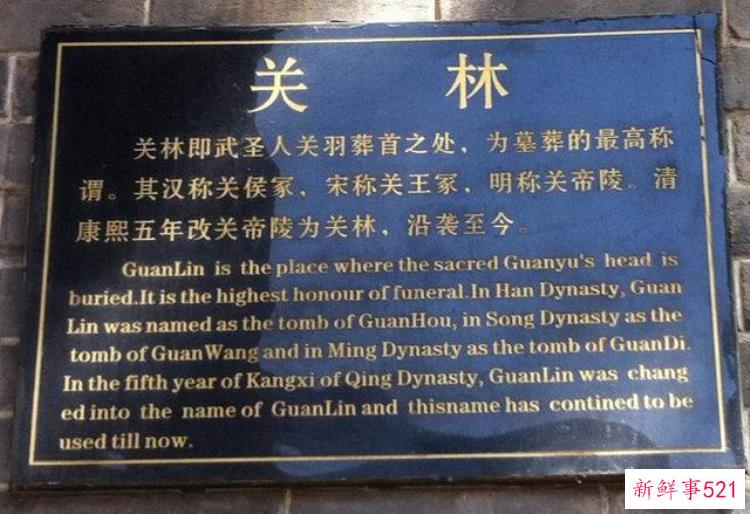 关 林
关林即武圣人关羽葬首之处，为墓葬的最高称
谓。其汉称关侯冢，宋称关王冢，明称关帝陵。清
康熙五年改关帝陵为关林，沿袭至今。
GuanLin is the place where the sacred Guanyu's head is
buried.It is the highest honour of funeral.In Han Dynasty, Guan
Lin was named as the tomb of GuanHou, in Song Dynasty as the
tomb of GuanWang and in Ming Dynasty as the tomb of GuanDi.
In the fifth year of Kangxi of Qing Dynasty, GuanLin was chang
ed into the name of GuanLin and thisname has contined to be
used till now.
新鲜事521